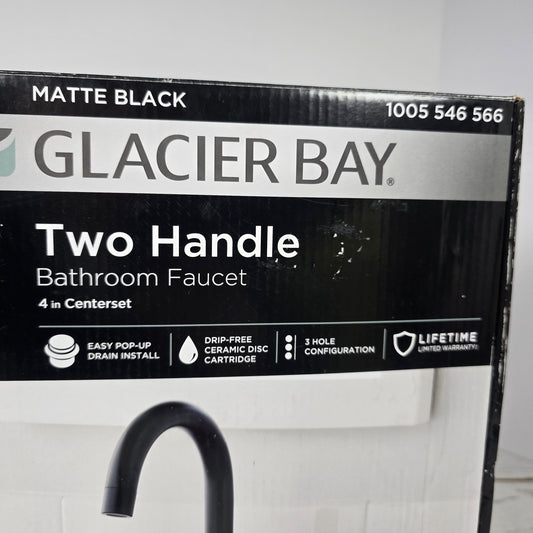 MATTE BLACK
1005 546 566
GLACIER BAY®
Two Handle
Bathroom Faucet
4 in Centerset
EASY POP-UP
DRAIN INSTALL
DRIP-FREE
CERAMIC DISC
CARTRIDGE
3 HOLE
CONFIGURATION
LIFETIME
LIMITED WARRANTY†